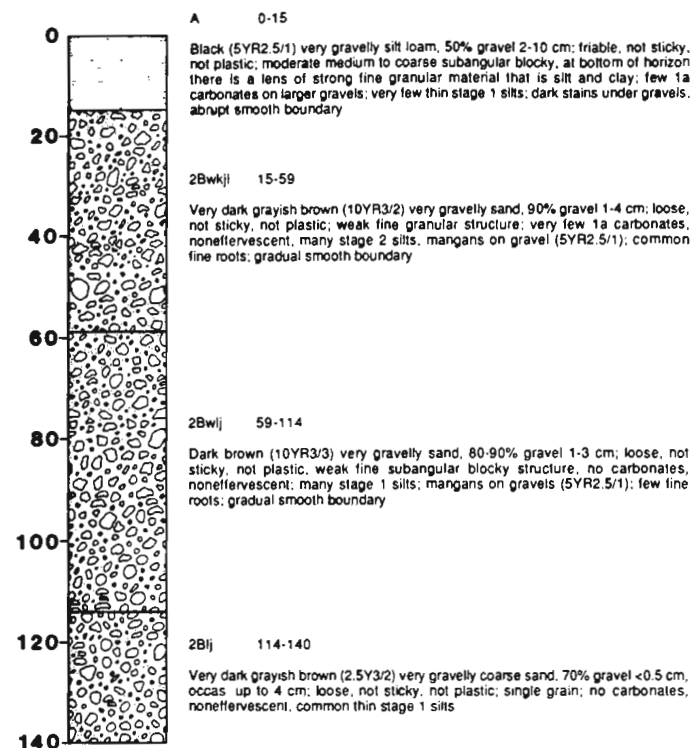 0
20
40
60
80
100
120
140
A 0-15
Black (5YR2.5/1) very gravelly silt loam, 50% gravel 2-10 cm; friable, not sticky,
not plastic; moderate medium to coarse subangular blocky, at bottom of horizon
there is a lens of strong fine granular material that is silt and clay; few 1a
carbonates on larger gravels; very few thin stage 1 silts; dark stains under gravels.
abrupt smooth boundary
2Bwkjl 15-59
Very dark grayish brown (10YR3/2) very gravelly sand, 90% gravel 1-4 cm; loose,
not sticky, not plastic; weak fine granular structure; very few 1a carbonates,
noneffervescent, many stage 2 silts, mangans on gravel (5YR2.5/1); common
fine roots; gradual smooth boundary
2Bwlj 59-114
Dark brown (10YR3/3) very gravelly sand, 80-90% gravel 1-3 cm; loose, not
sticky, not plastic, weak fine subangular blocky structure, no carbonates,
noneffervescent; many stage 1 silts; mangans on gravels (5YR2.5/1); few fine
roots; gradual smooth boundary
2Blj 114-140
Very dark grayish brown (2.5Y3/2) very gravelly coarse sand, 70% gravel <0.5 cm,
occas up to 4 cm; loose, not sticky, not plastic; single grain; no carbonates,
noneffervescent, common thin stage 1 silts